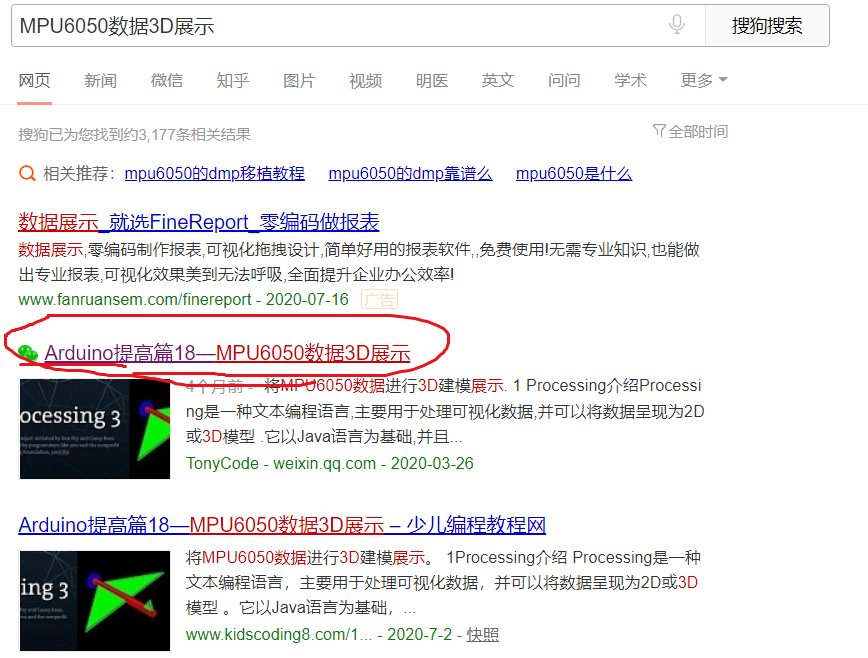 MPU6050数据3D展示
搜狗搜索
网页 新闻 微信 知乎 图片 视频 明医 英文 问问 学术 更多
搜狗已为您找到约3,177条相关结果
全部时间
相关推荐: mpu6050的dmp移植教程 mpu6050的dmp靠谱么 mpu6050是什么
数据展示_就选FineReport_零编码做报表
数据展示,零编码制作报表,可视化拖拽设计,简单好用的报表软件,,免费使用!无需专业知识,也能做
出专业报表,可视化效果美到无法呼吸,全面提升企业办公效率!
www.fanruansem.com/finereport - 2020-07-16 广告
Arduino提高篇18—MPU6050数据3D展示
4个月前 - 将MPU6050数据进行3D建模展示. 1 Processing介绍Processi
ng是一种文本编程语言,主要用于处理可视化数据,并可以将数据呈现为2D
或3D模型 .它以Java语言为基础,并且...
TonyCode - weixin.qq.com - 2020-03-26
ocessing 3
Arduino提高篇18—MPU6050数据3D展示 – 少儿编程教程网
将MPU6050数据进行3D建模展示。 1Processing介绍 Processing是一种
文本编程语言，主要用于处理可视化数据，并可以将数据呈现为2D或3D
模型 。它以Java语言为基础，...
www.kidscoding8.com/1... - 2020-7-2 - 快照
ing 3